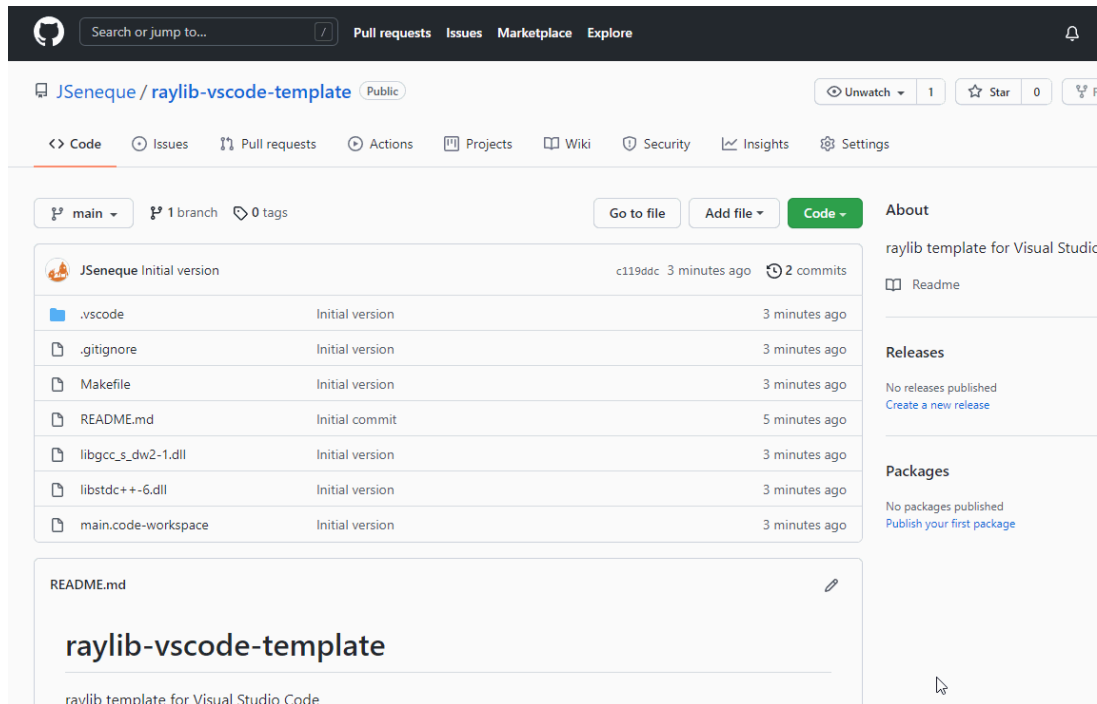 Search or jump to... / Pull requests Issues Marketplace Explore
JSeneque / raylib-vscode-template Public Unwatch 1 Star 0
Code Issues Pull requests Actions Projects Wiki Security Insights Settings
main 1 branch 0 tags Go to file Add file Code
JSeneque Initial version c119ddc 3 minutes ago 2 commits
.vscode Initial version 3 minutes ago
.gitignore Initial version 3 minutes ago
Makefile Initial version 3 minutes ago
README.md Initial commit 5 minutes ago
libgcc_s_dw2-1.dll Initial version 3 minutes ago
libstdc++-6.dll Initial version 3 minutes ago
main.code-workspace Initial version 3 minutes ago
README.md
raylib-vscode-template
raylib template for Visual Studio Code
About
raylib template for Visual Studio
Readme
Releases
No releases published
Create a new release
Packages
No packages published
Publish your first package